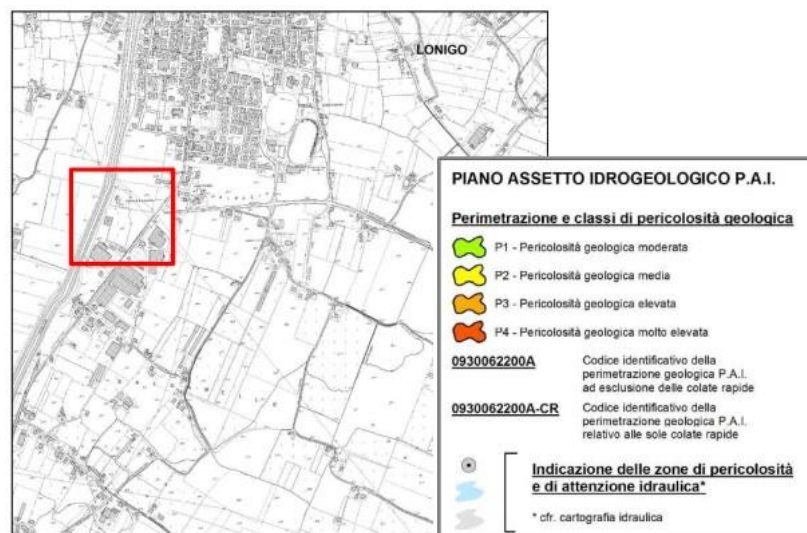 LONIGO
PIANO ASSETTO IDROGEOLOGICO P.A.I.
Perimetrazione e classi di pericolosità geologica
P1 - Pericolosità geologica moderata
P2 - Pericolosità geologica media
P3 - Pericolosità geologica elevata
P4 - Pericolosità geologica molto elevata
0930062200A
Codice identificativo della
perimetrazione geologica P.A.I.
ad esclusione delle colate rapide
0930062200A-CR
Codice identificativo della
perimetrazione geologica P.A.I.
relativo alle sole colate rapide
Indicazione delle zone di pericolosità
e di attenzione idraulica*
* cfr. cartografia idraulica